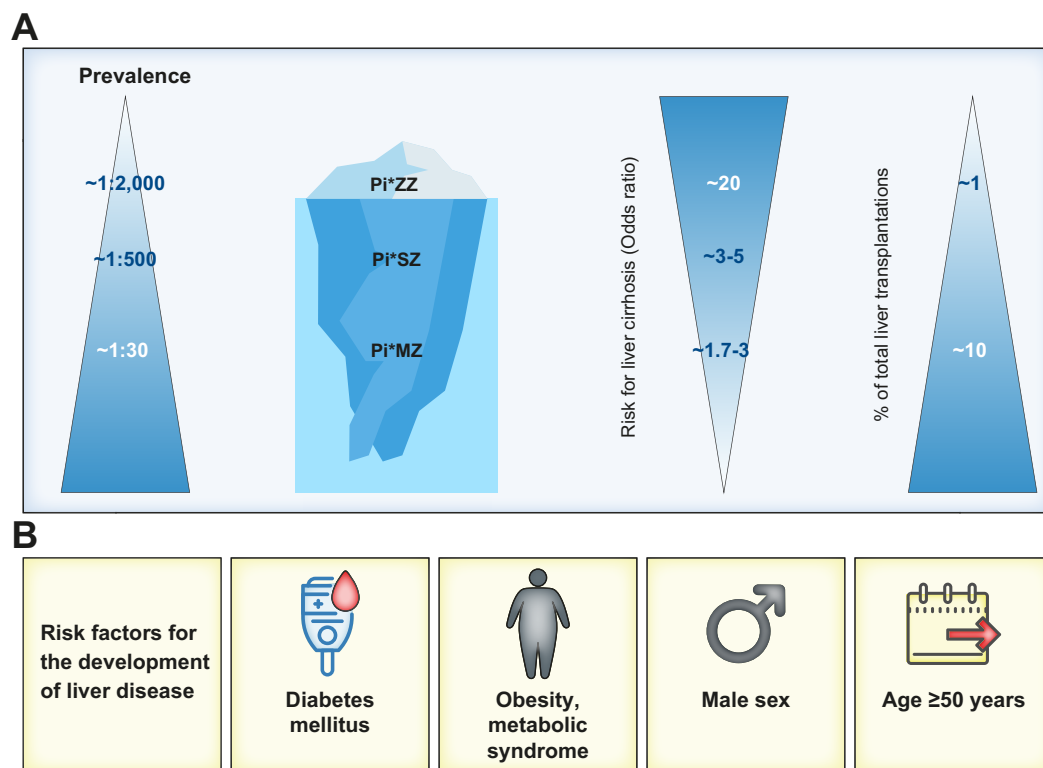 A
Prevalence
~1:2,000
~1:500
~1:30
Pi*ZZ
Pi*SZ
Pi*MZ
Risk for liver cirrhosis (Odds ratio)
~20
~3-5
~1.7-3
% of total liver transplantations
~1
~10
B
Risk factors for
the development
of liver disease
Diabetes
mellitus
Obesity,
metabolic
syndrome
Male sex
Age ≥50 years